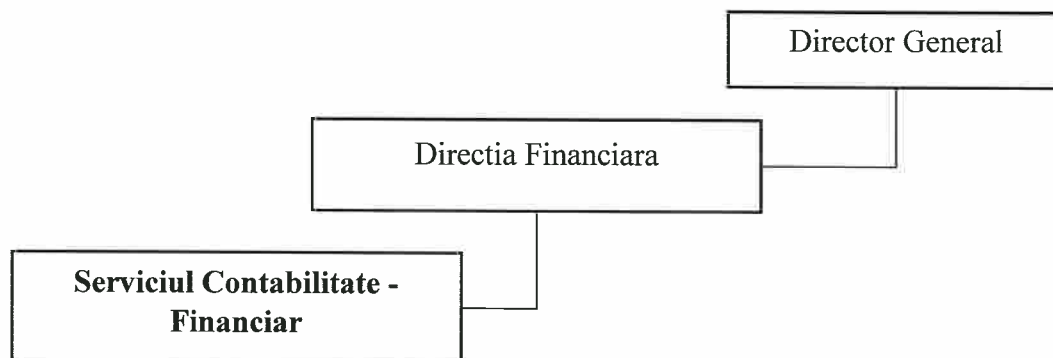 Director General
Directia Financiara
Serviciul Contabilitate -
Financiar